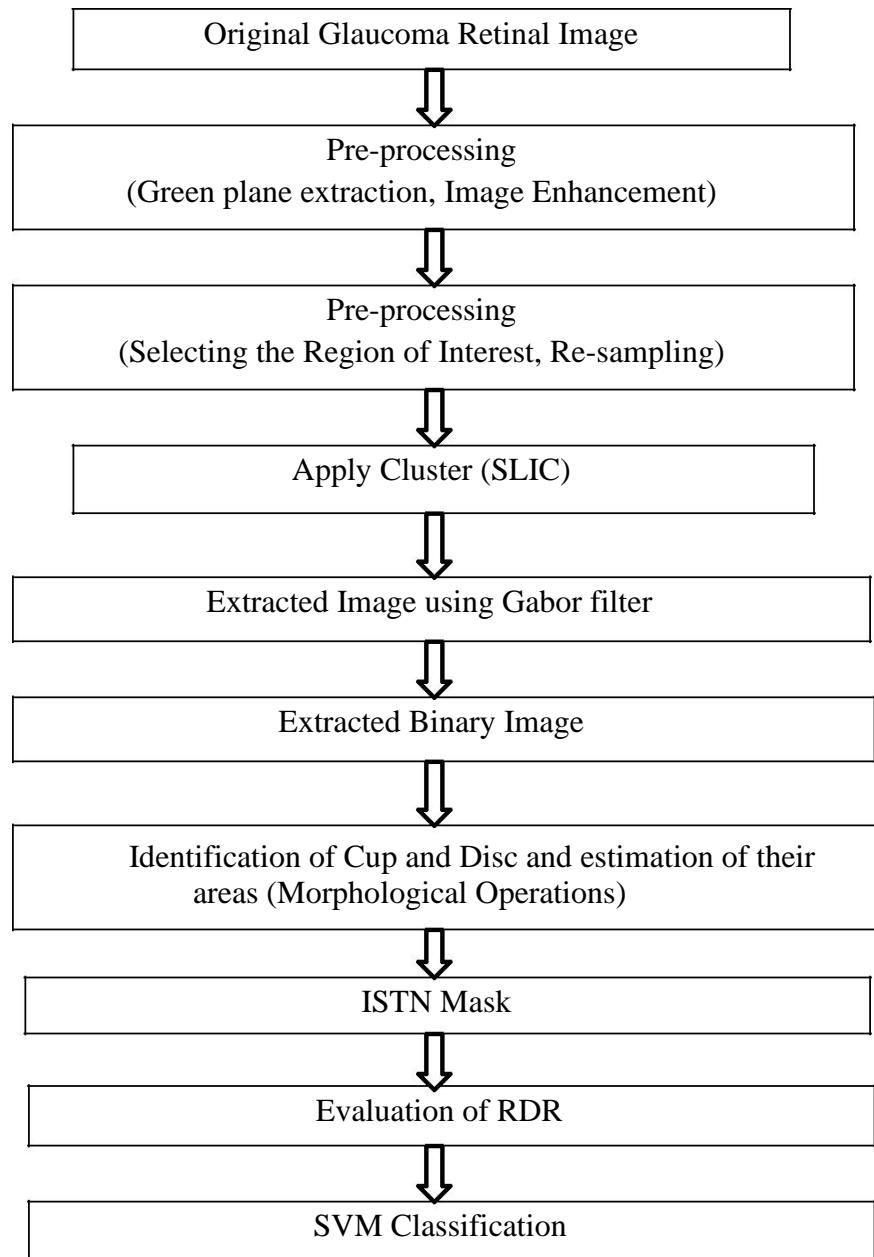 Original Glaucoma Retinal Image
Pre-processing
(Green plane extraction, Image Enhancement)
Pre-processing
(Selecting the Region of Interest, Re-sampling)
Apply Cluster (SLIC)
Extracted Image using Gabor filter
Extracted Binary Image
Identification of Cup and Disc and estimation of their
areas (Morphological Operations)
ISTN Mask
Evaluation of RDR
SVM Classification